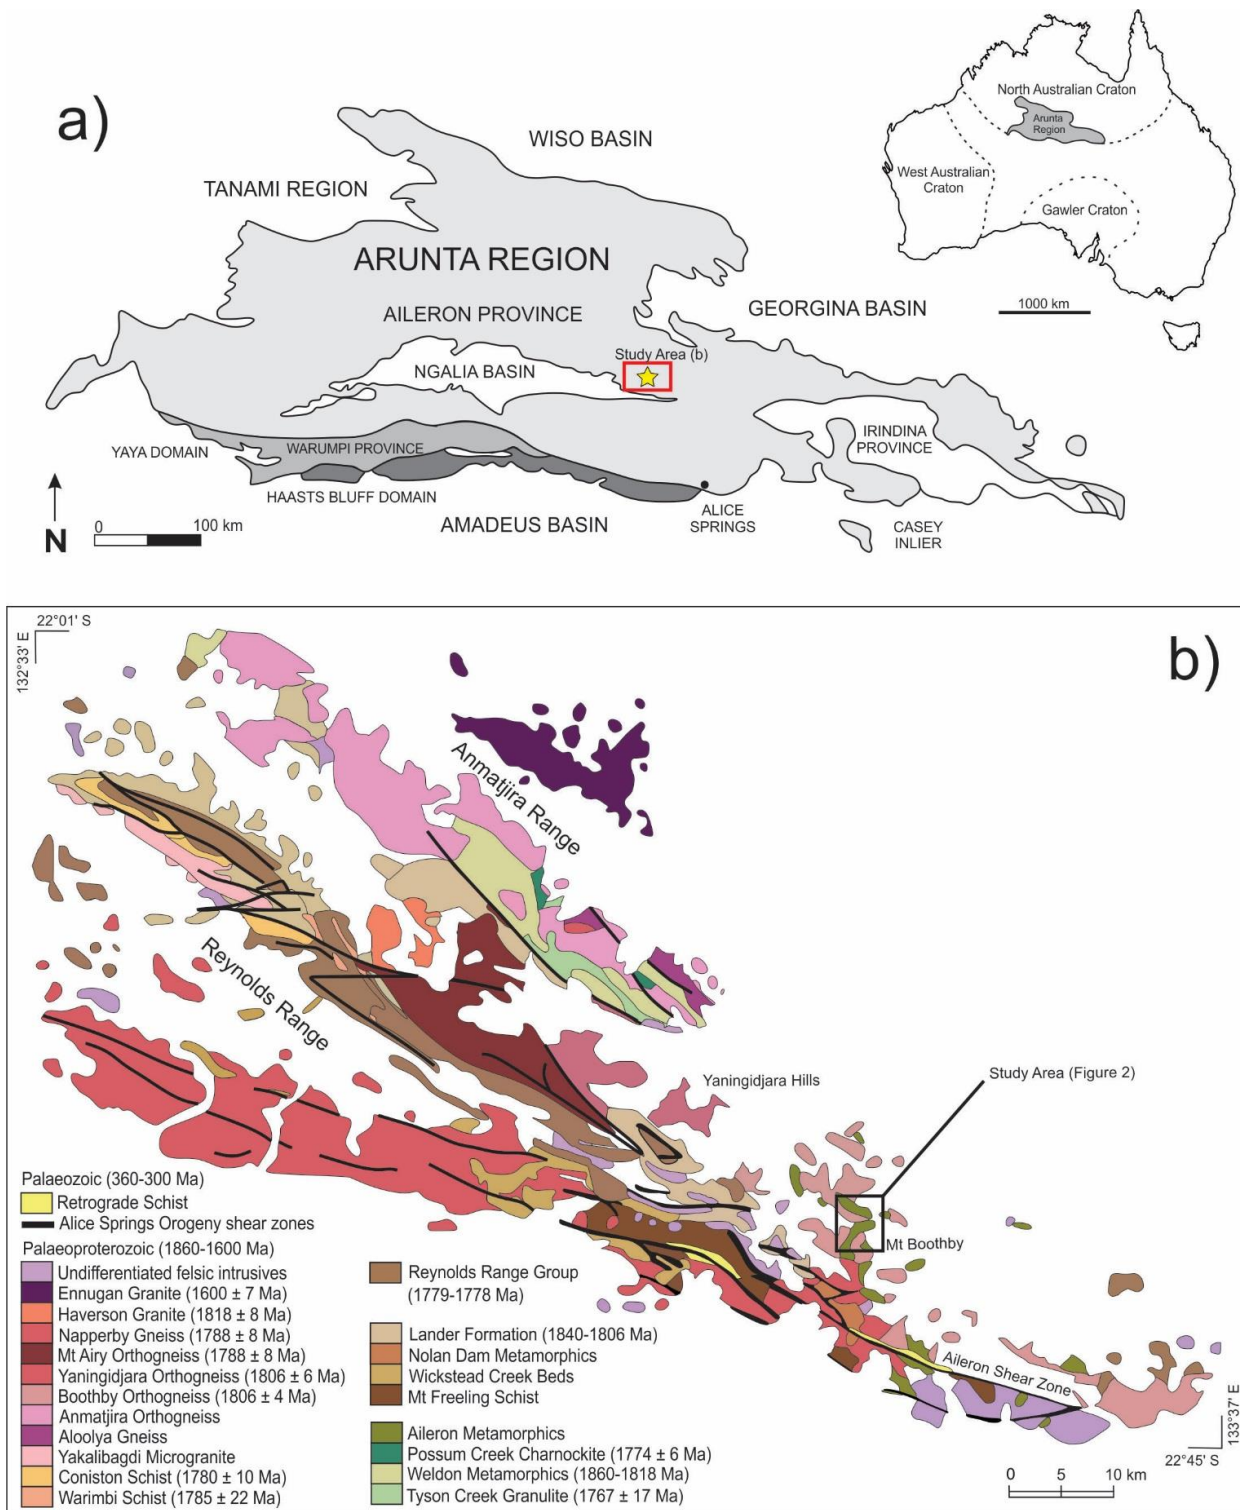 a)
WISO BASIN
TANAMI REGION
ARUNTA REGION
AILERON PROVINCE
GEORGINA BASIN
Study Area (b)
NGALIA BASIN
IRINDINA
PROVINCE
YAYA DOMAIN
WARUMPI PROVINCE
HAASTS BLUFF DOMAIN
AMADEUS BASIN
ALICE
SPRINGS
CASEY
INLIER
N
0
100 km
North Australian Craton
Arunta
Region
West Australian
Craton
Gawler Craton
1000 km
b)
22°01' S
132°33' E
Anmatjira Range
Reynolds Range
Yaningidjara Hills
Study Area (Figure 2)
Mt Boothby
Aileron Shear Zone
133°37' E
22°45' S
0 5 10 km
Palaeozoic (360-300 Ma)
Retrograde Schist
Alice Springs Orogeny shear zones
Palaeoproterozoic (1860-1600 Ma)
Undifferentiated felsic intrusives
Ennugan Granite (1600 ± 7 Ma)
Haverson Granite (1818 ± 8 Ma)
Napperby Gneiss (1788 ± 8 Ma)
Mt Airy Orthogneiss (1788 ± 8 Ma)
Yaningidjara Orthogneiss (1806 ± 6 Ma)
Boothby Orthogneiss (1806 ± 4 Ma)
Anmatjira Orthogneiss
Aloolya Gneiss
Yakalibagdi Microgranite
Coniston Schist (1780 ± 10 Ma)
Warimbi Schist (1785 ± 22 Ma)
Reynolds Range Group
(1779-1778 Ma)
Lander Formation (1840-1806 Ma)
Nolan Dam Metamorphics
Wickstead Creek Beds
Mt Freeling Schist
Aileron Metamorphics
Possum Creek Charnockite (1774 ± 6 Ma)
Weldon Metamorphics (1860-1818 Ma)
Tyson Creek Granulite (1767 ± 17 Ma)